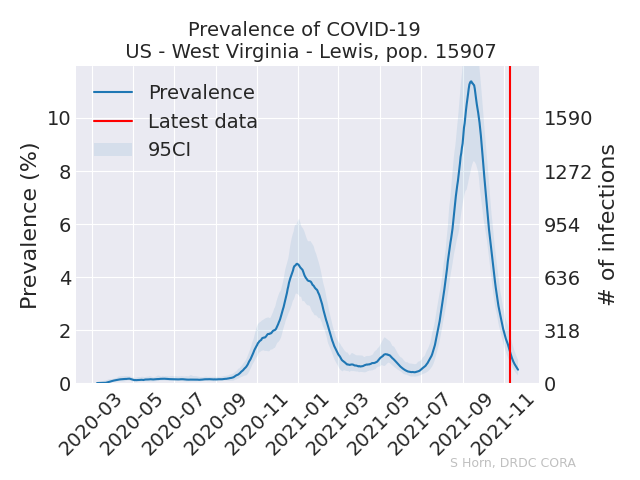 Prevalence of COVID-19
US - West Virginia - Lewis, pop. 15907
Prevalence
Latest data
95CI
Prevalence (%)
10
8
6
4
2
0
1590
1272
954
636
318
0
# of infections
2020-03
2020-05
2020-07
2020-09
2020-11
2021-01
2021-03
2021-05
2021-07
2021-09
2021-11
S Horn, DRDC CORA